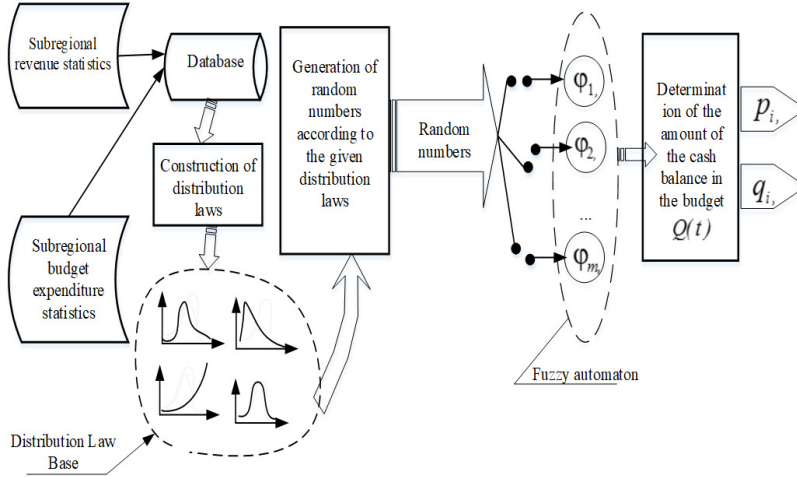 Subregional
revenue statistics
Database
Construction of
distribution
laws
Subregional
budget
expenditure
statistics
Distribution Law
Base
Generation of
random
numbers
according to
the given
distribution
laws
Random
numbers
φ1,
φ2,
...
φm,
Fuzzy automaton
Determinat
ion of the
amount of
the cash
balance in
the budget
Q(t)
pi,
qi,